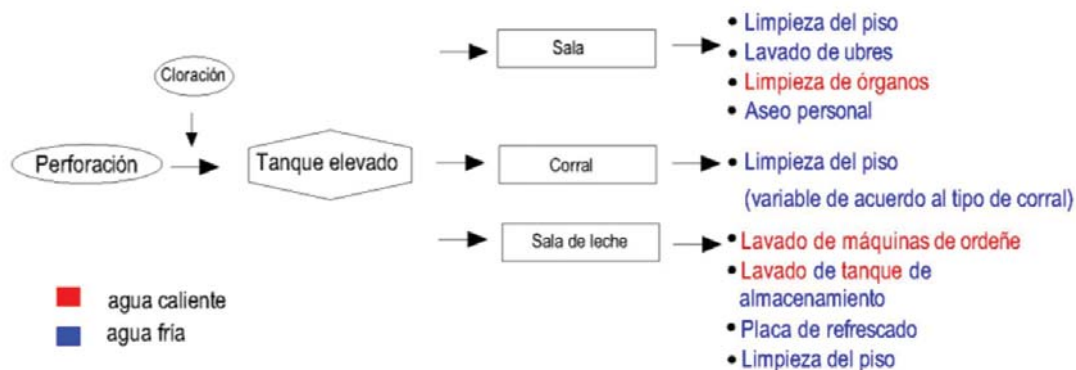 Cloración
Perforación
Tanque elevado
Sala
• Limpieza del piso
• Lavado de ubres
• Limpieza de órganos
• Aseo personal
Corral
• Limpieza del piso
(variable de acuerdo al tipo de corral)
Sala de leche
• Lavado de máquinas de ordeñe
• Lavado de tanque de
almacenamiento
• Placa de refrescado
• Limpieza del piso
agua caliente
agua fría